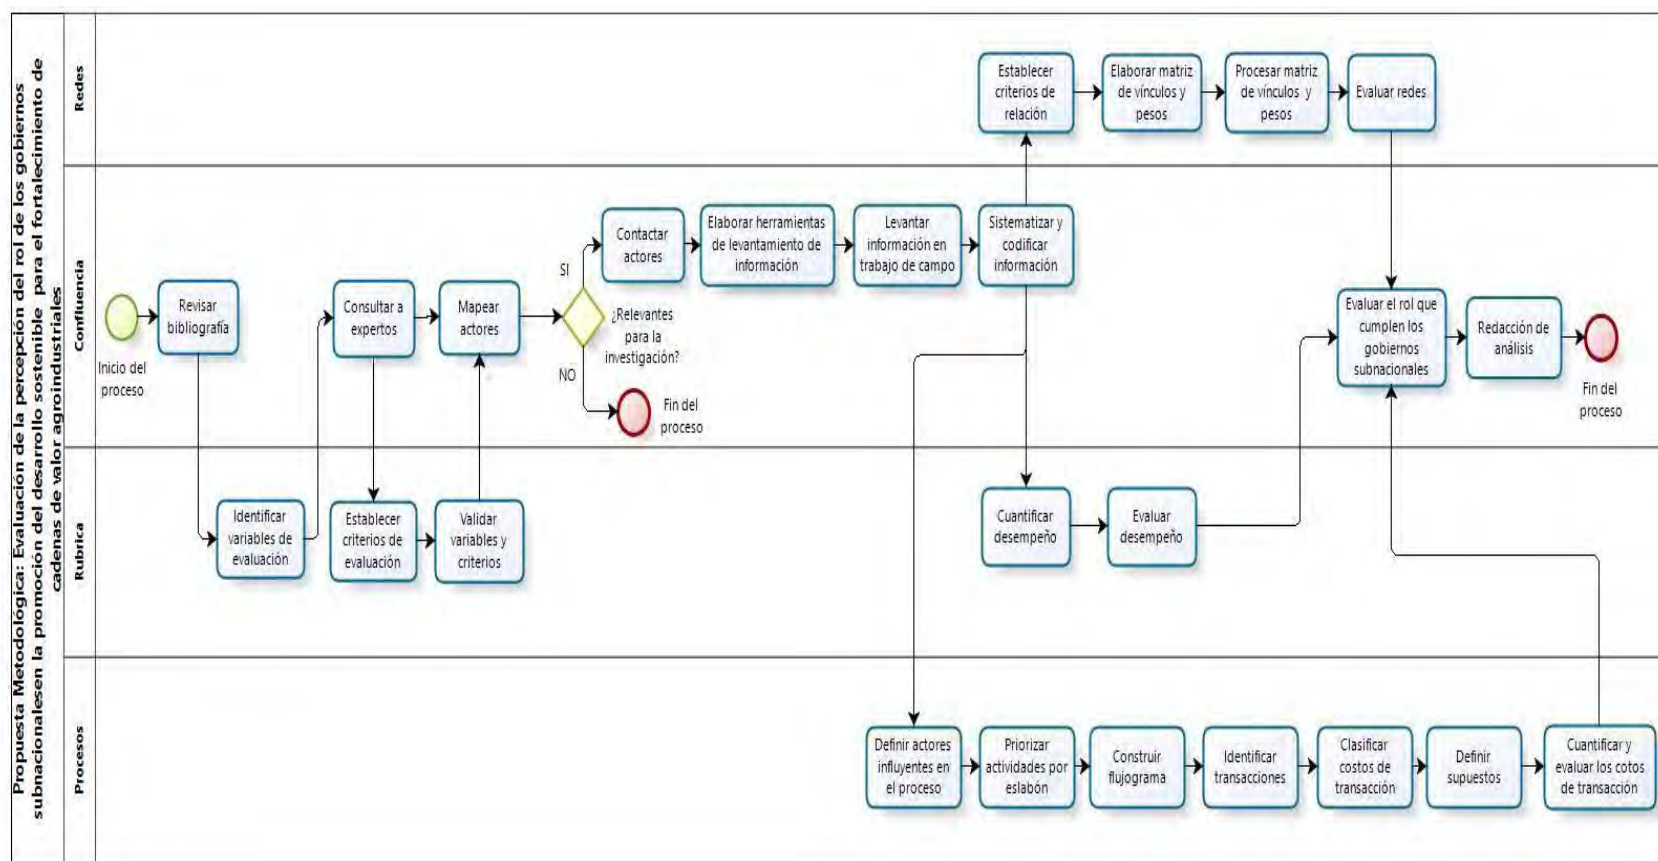 Propuesta Metodológica: Evaluación de la percepción del rol de los gobiernos
subnacionalesen la promoción del desarrollo sostenible para el fortalecimiento de
cadenas de valor agroindustriales
Redes
Establecer
criterios de
relación
Elaborar matriz
de vínculos y
pesos
Procesar matriz
de vínculos y
pesos
Evaluar redes
Confluencia
Inicio del
proceso
Revisar
bibliografía
Consultar a
expertos
Mapear
actores
SI
NO
¿Relevantes
para la
investigación?
Fin del
proceso
Contactar
actores
Elaborar herramientas
de levantamiento de
información
Levantar
información en
trabajo de campo
Sistematizar y
codificar
información
Evaluar el rol que
cumplen los
gobiernos
subnacionales
Redacción de
análisis
Fin del
proceso
Rubrica
Identificar
variables de
evaluación
Establecer
criterios de
evaluación
Validar
variables y
criterios
Cuantificar
desempeño
Evaluar
desempeño
Procesos
Definir actores
influyentes en
el proceso
Priorizar
actividades por
eslabón
Construir
flujograma
Identificar
transacciones
Clasificar
costos de
transacción
Definir
supuestos
Cuantificar y
evaluar los cotos
de transacción